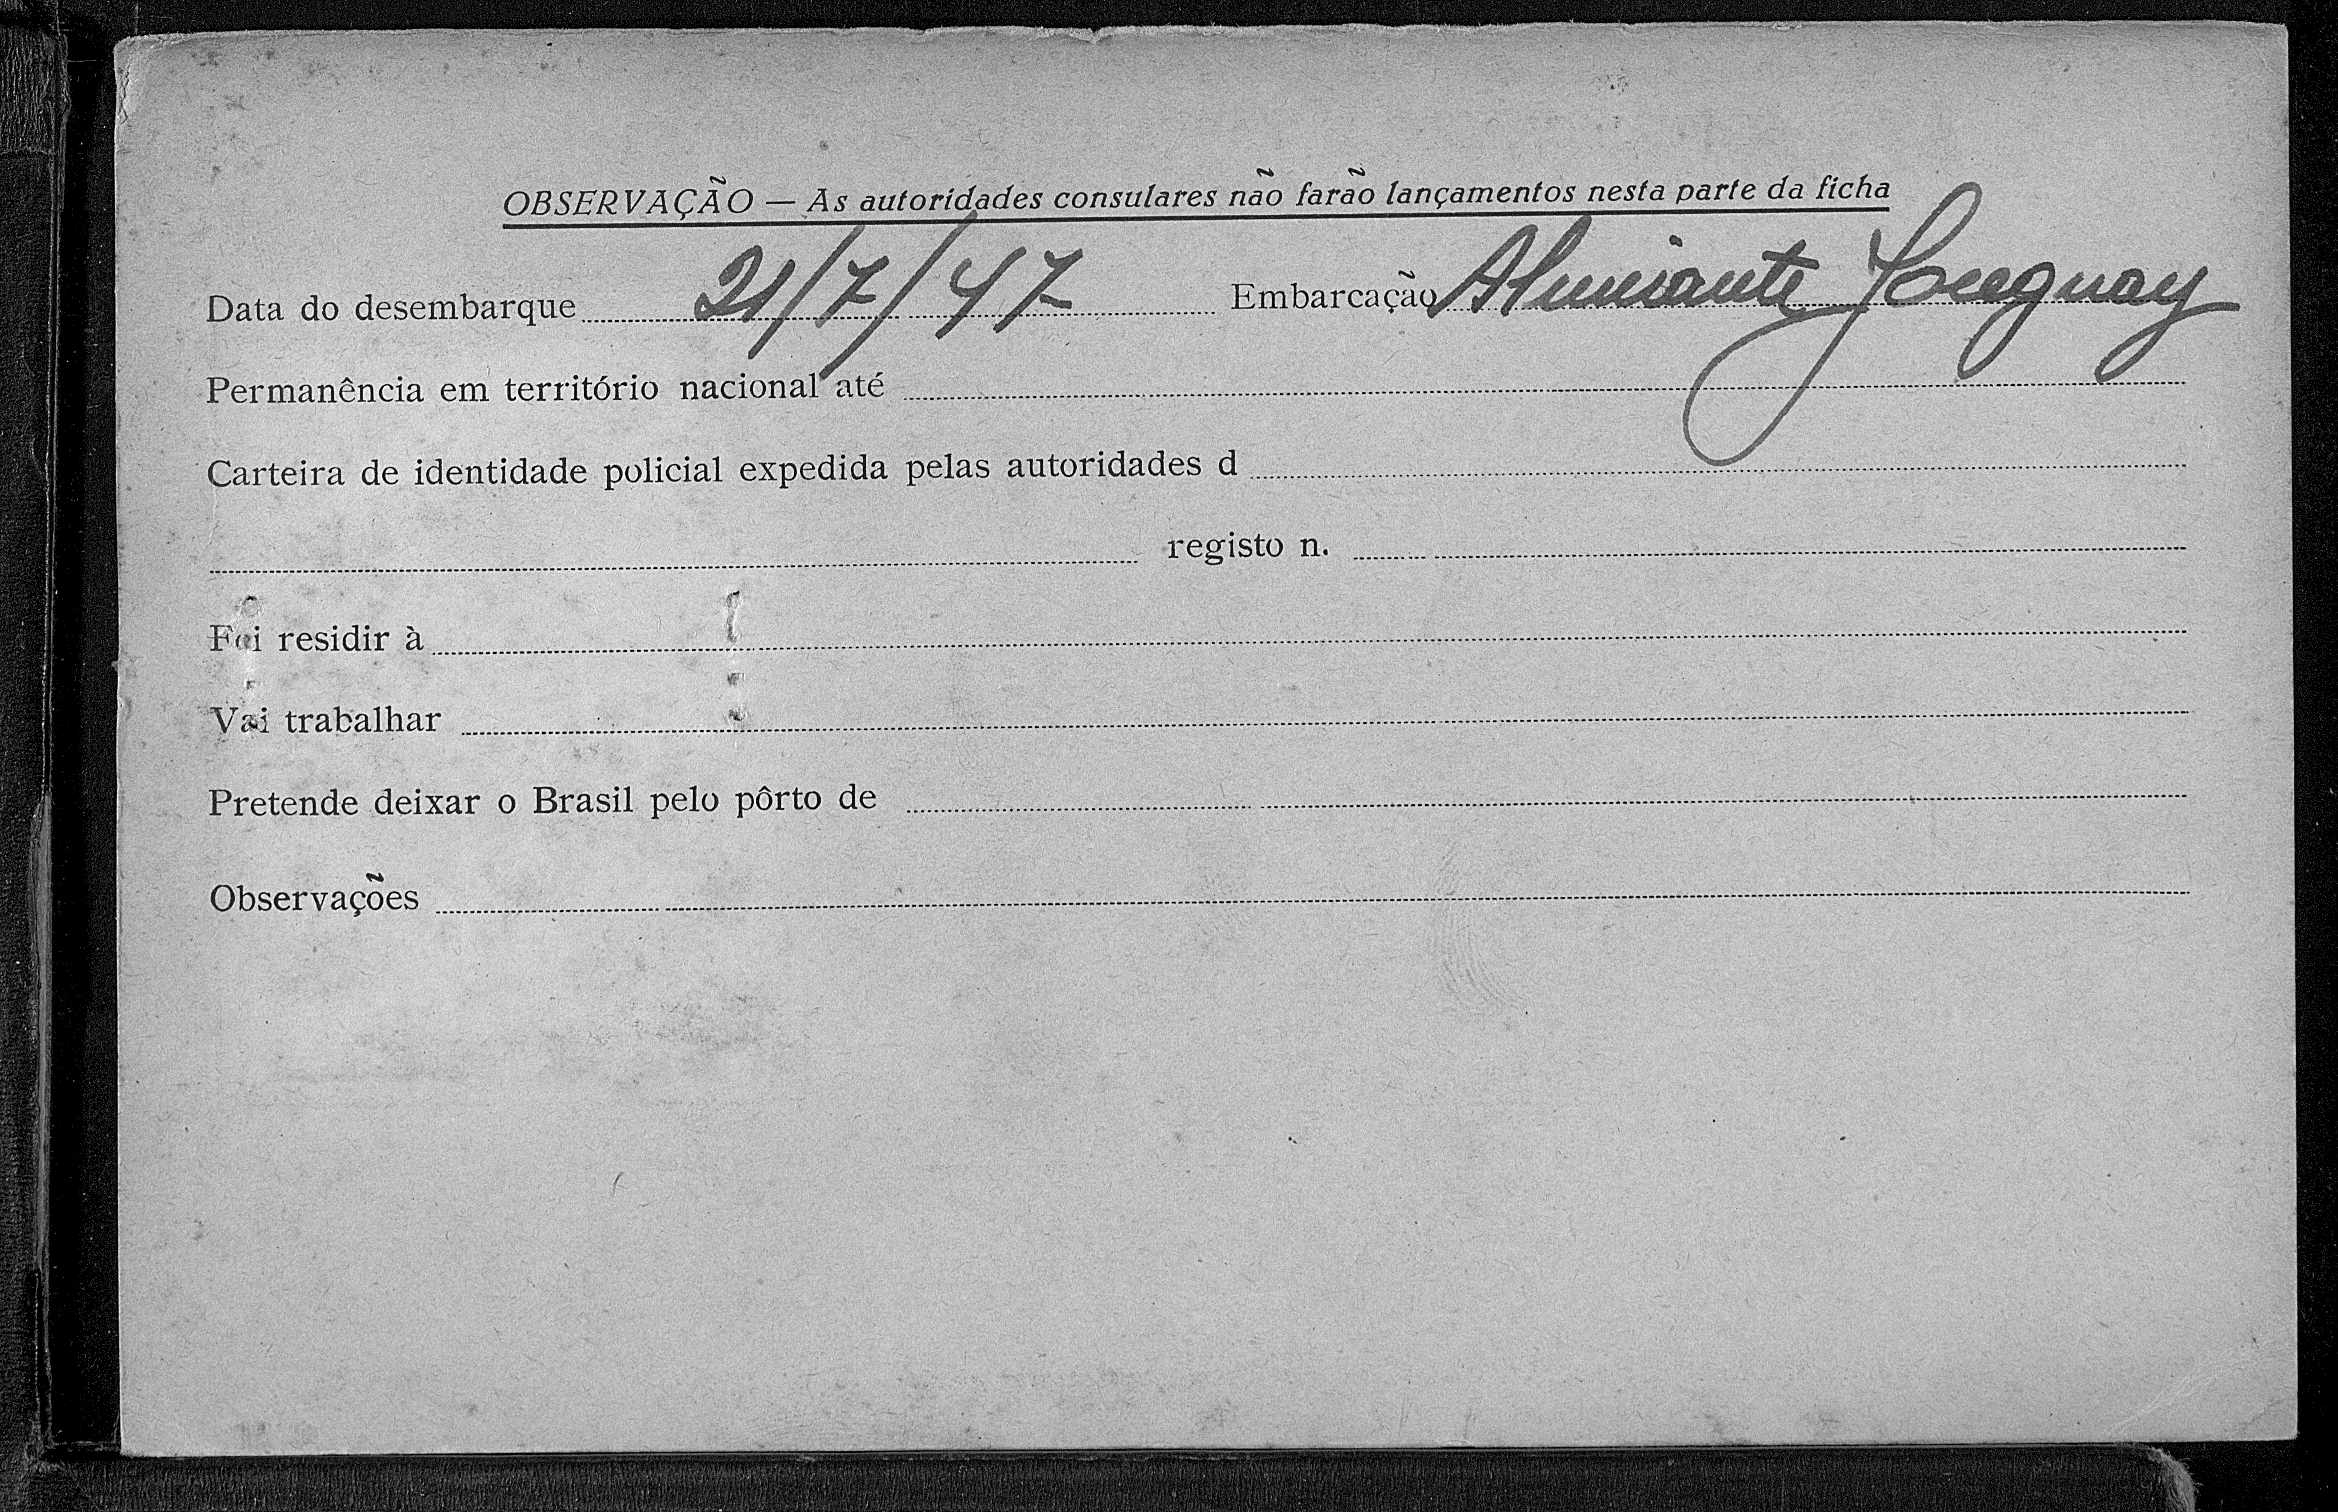 OBSERVAÇÃO — As autoridades consulares não farão lançamentos nesta parte da ficha
Data do desembarque 21/7/47 Embarcação Almirante
Permanência em território nacional até
Carteira de identidade policial expedida pelas autoridades d
registo n.
Foi residir à
Vai trabalhar
Pretende deixar o Brasil pelo pôrto de
Observações